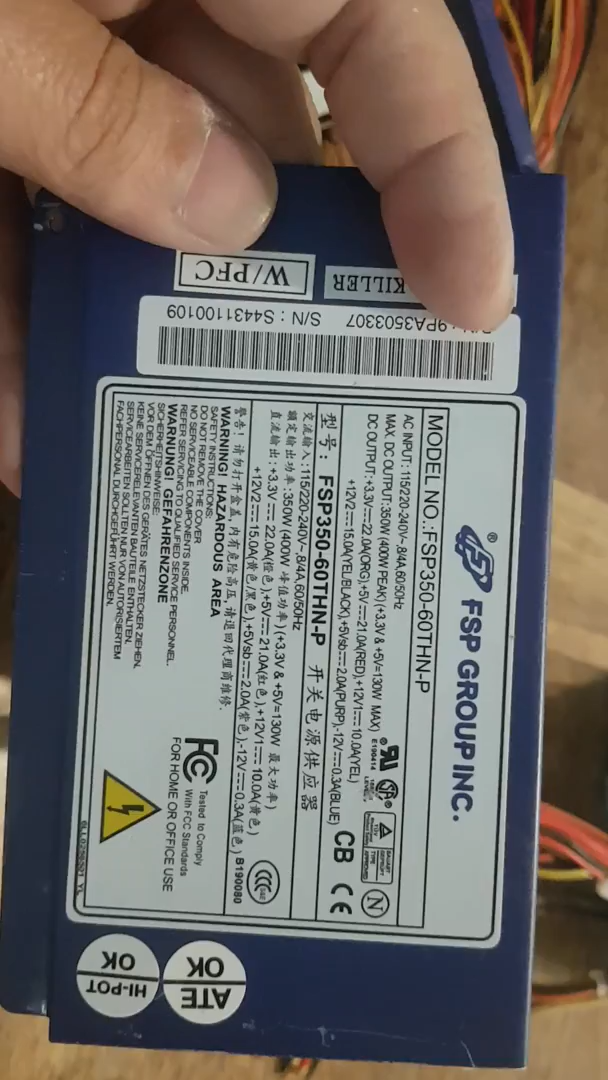 W/PFC
KILLER
S/N : S44311100109
: 9PA3503307
FSP GROUP INC.
®
MODEL NO.:FSP350-60THN-P
AC INPUT : 115/220-240V~,8/4A,60/50Hz
MAX. DC OUTPUT:350W (400W PEAK) (+3.3V & +5V=130W MAX)
DC OUTPUT:+3.3V⎓22.0A(ORG),+5V⎓21.0A(RED),+12V1⎓10.0A(YEL)
+12V2⎓15.0A(YEL/BLACK),+5Vsb⎓2.0A(PURP),-12V⎓0.3A(BLUE)
®
E190414
LEVEL
TYPE
APPROVED
N
CB CE
型号: FSP350-60THN-P 开关电源供应器
交流输入:115/220-240V~,8/4A,60/50Hz
额定输出功率:350W(400W 峰值功率) (+3.3V & +5V=130W 最大功率)
直流输出:+3.3V⎓22.0A(橙色),+5V⎓21.0A(红色),+12V1⎓10.0A(黄色)
+12V2⎓15.0A(黄色/黑色),+5Vsb⎓2.0A(紫色),-12V⎓0.3A(蓝色)
B190080
警告! 请勿打开盒盖,内有危险高压,请退回代理商维修.
WARNING! HAZARDOUS AREA
SAFETY INSTRUCTIONS:
DO NOT REMOVE THE COVER
NO SERVICEABLE COMPONENTS INSIDE.
REFER SERVICING TO QUALIFIED SERVICE PERSONNEL.
WARNUNG! GEFAHRENZONE
SICHERHEITSHINWEISE:
VOR DEM ÖFFNEN DES GERÄTES NETZSTECKER ZIEHEN.
KEINE SERVICERELEVANTEN BAUTEILE ENTHALTEN.
SERVICEARBEITEN SOLLTEN NUR VON AUTORISIERTEM
FACHPERSONAL DURCHGEFÜHRT WERDEN.
FC Tested to Comply
With FCC Standards
FOR HOME OR OFFICE USE
ATE
OK
HI-POT
OK